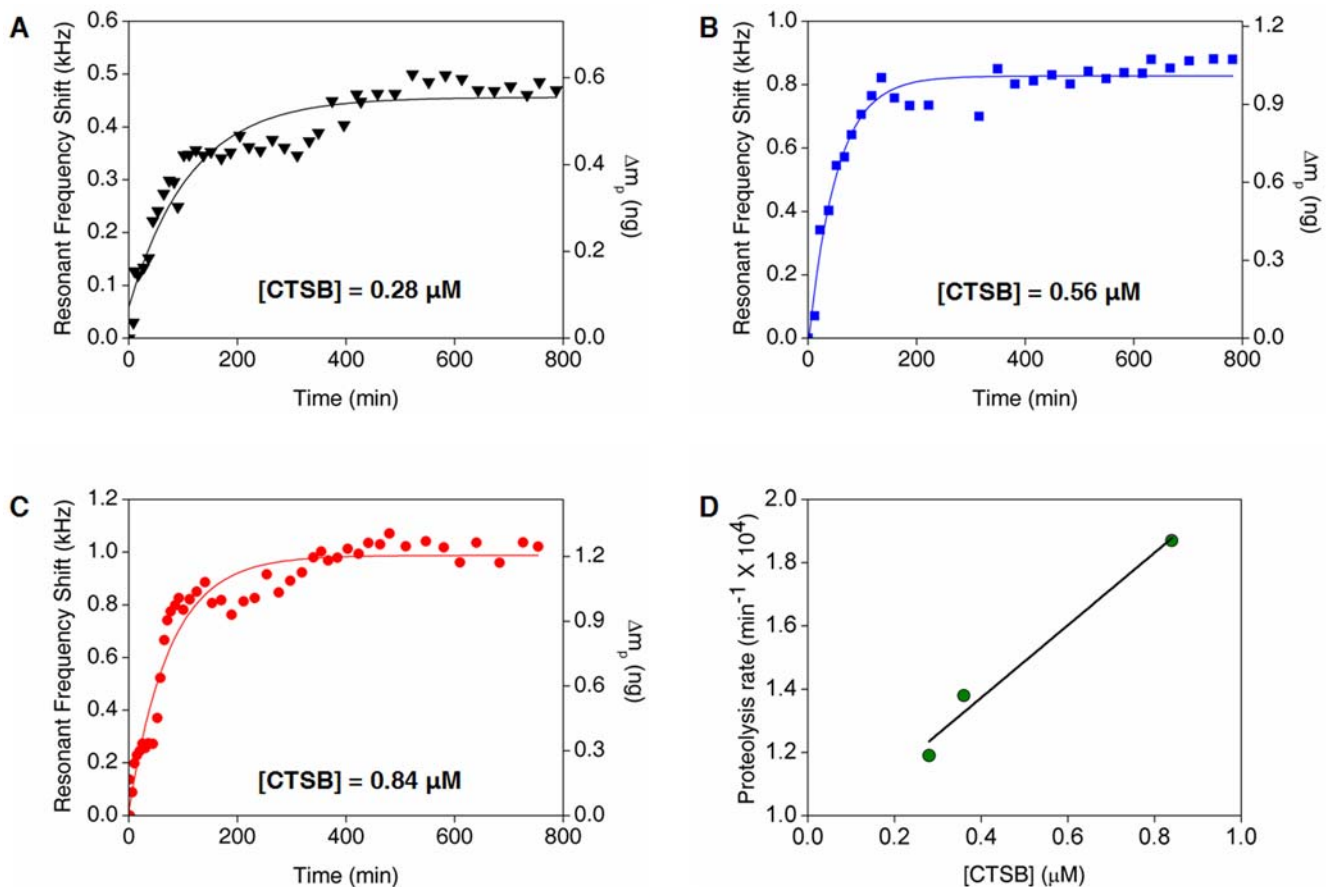 A
Resonant Frequency Shift (kHz)
0.6
0.5
0.4
0.3
0.2
0.1
0.0
0.6
0.4
0.2
0.0
Δm_p (ng)
[CTSB] = 0.28 μM
0 200 400 600 800
Time (min)
B
Resonant Frequency Shift (kHz)
1.0
0.8
0.6
0.4
0.2
0.0
1.2
0.9
0.6
0.3
0.0
Δm_p (ng)
[CTSB] = 0.56 μM
0 200 400 600 800
Time (min)
C
Resonant Frequency Shift (kHz)
1.2
1.0
0.8
0.6
0.4
0.2
0.0
1.2
0.9
0.6
0.3
0.0
Δm_p (ng)
[CTSB] = 0.84 μM
0 200 400 600 800
Time (min)
D
Proteolysis rate (min⁻¹ X 10⁴)
2.0
1.8
1.6
1.4
1.2
1.0
0.0 0.2 0.4 0.6 0.8 1.0
[CTSB] (μM)